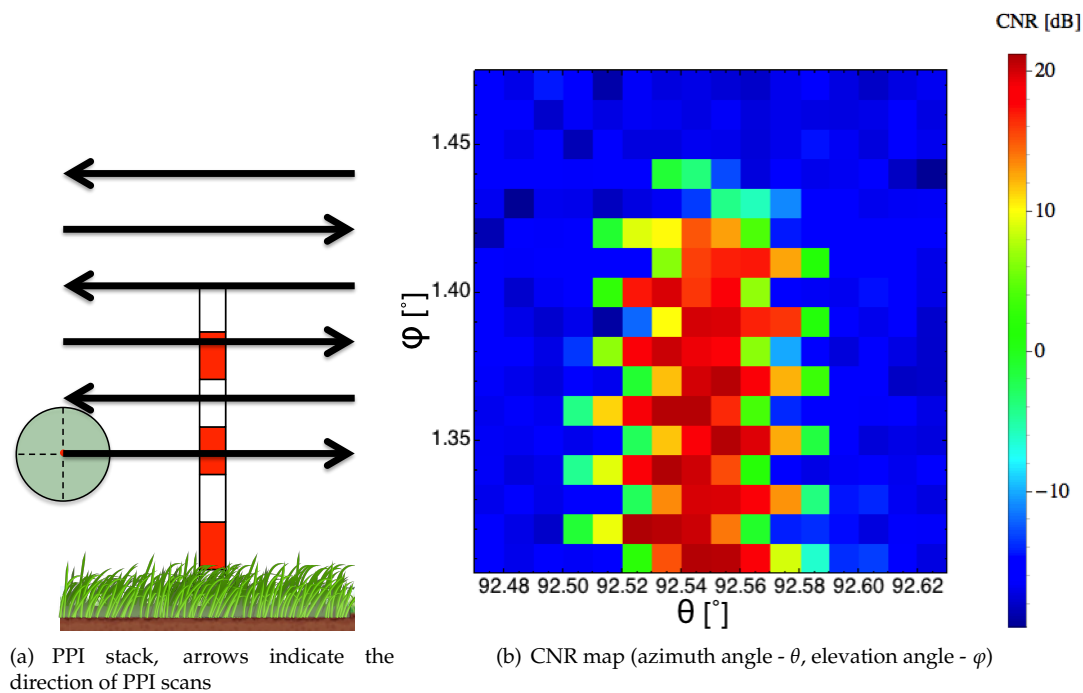 CNR [dB]
20
10
0
−10
1.45
1.40
1.35
φ [°]
92.48 92.50 92.52 92.54 92.56 92.58 92.60 92.62
θ [°]
(a) PPI stack, arrows indicate the
direction of PPI scans
(b) CNR map (azimuth angle - θ, elevation angle - φ)